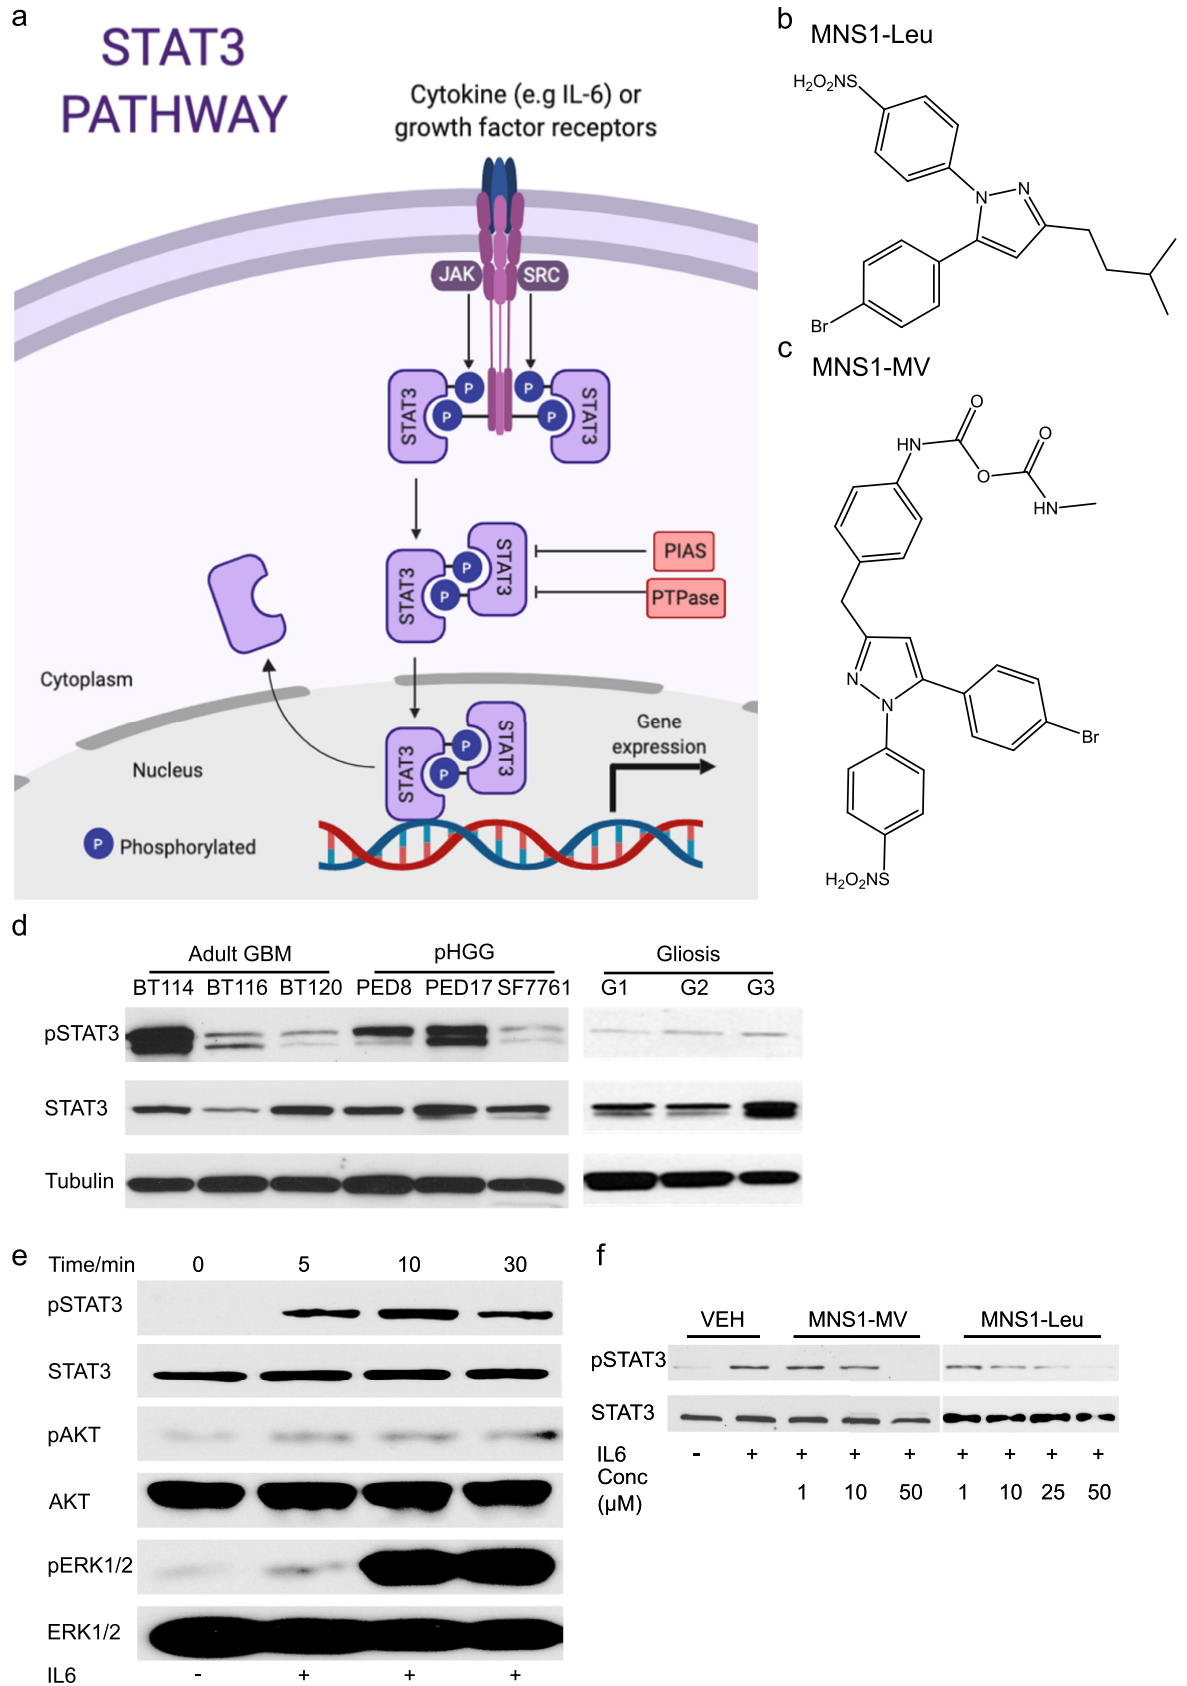 a
STAT3
PATHWAY
Cytokine (e.g IL-6) or
growth factor receptors
JAK
SRC
P
P
STAT3
P
P
STAT3
STAT3
P
P
STAT3
PIAS
PTPase
Cytoplasm
Nucleus
STAT3
P
P
STAT3
Gene
expression
P Phosphorylated
b
MNS1-Leu
H2O2NS
N
N
Br
c
MNS1-MV
O
HN
O
O
HN
N
N
Br
H2O2NS
d
Adult GBM pHGG Gliosis
BT114 BT116 BT120 PED8 PED17 SF7761 G1 G2 G3
pSTAT3
STAT3
Tubulin
e
Time/min 0 5 10 30
pSTAT3
STAT3
pAKT
AKT
pERK1/2
ERK1/2
IL6 - + + +
f
VEH MNS1-MV MNS1-Leu
pSTAT3
STAT3
IL6 - + + + + + + + +
Conc
(µM) 1 10 50 1 10 25 50